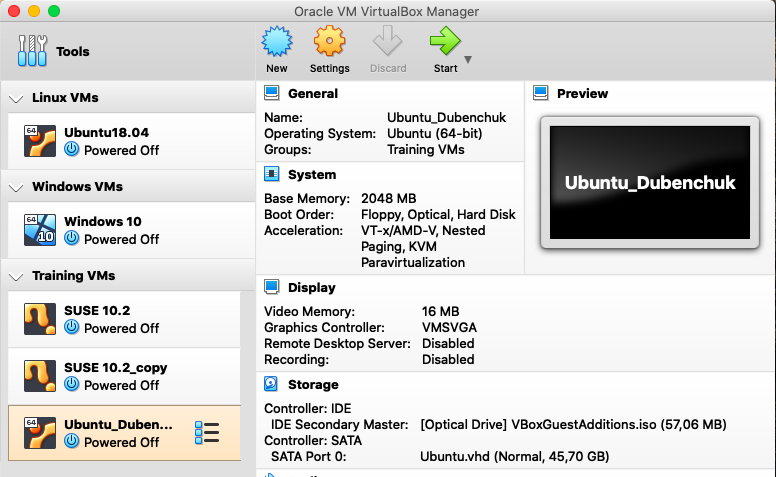 Oracle VM VirtualBox Manager
Tools
New
Settings
Discard
Start
Linux VMs
64
Ubuntu18.04
Powered Off
Windows VMs
64
10
Windows 10
Powered Off
Training VMs
SUSE 10.2
Powered Off
SUSE 10.2_copy
Powered Off
64
Ubuntu_Duben...
Powered Off
General
Name: Ubuntu_Dubenchuk
Operating System: Ubuntu (64-bit)
Groups: Training VMs
Preview
Ubuntu_Dubenchuk
System
Base Memory: 2048 MB
Boot Order: Floppy, Optical, Hard Disk
Acceleration: VT-x/AMD-V, Nested
Paging, KVM
Paravirtualization
Display
Video Memory: 16 MB
Graphics Controller: VMSVGA
Remote Desktop Server: Disabled
Recording: Disabled
Storage
Controller: IDE
IDE Secondary Master: [Optical Drive] VBoxGuestAdditions.iso (57,06 MB)
Controller: SATA
SATA Port 0: Ubuntu.vhd (Normal, 45,70 GB)